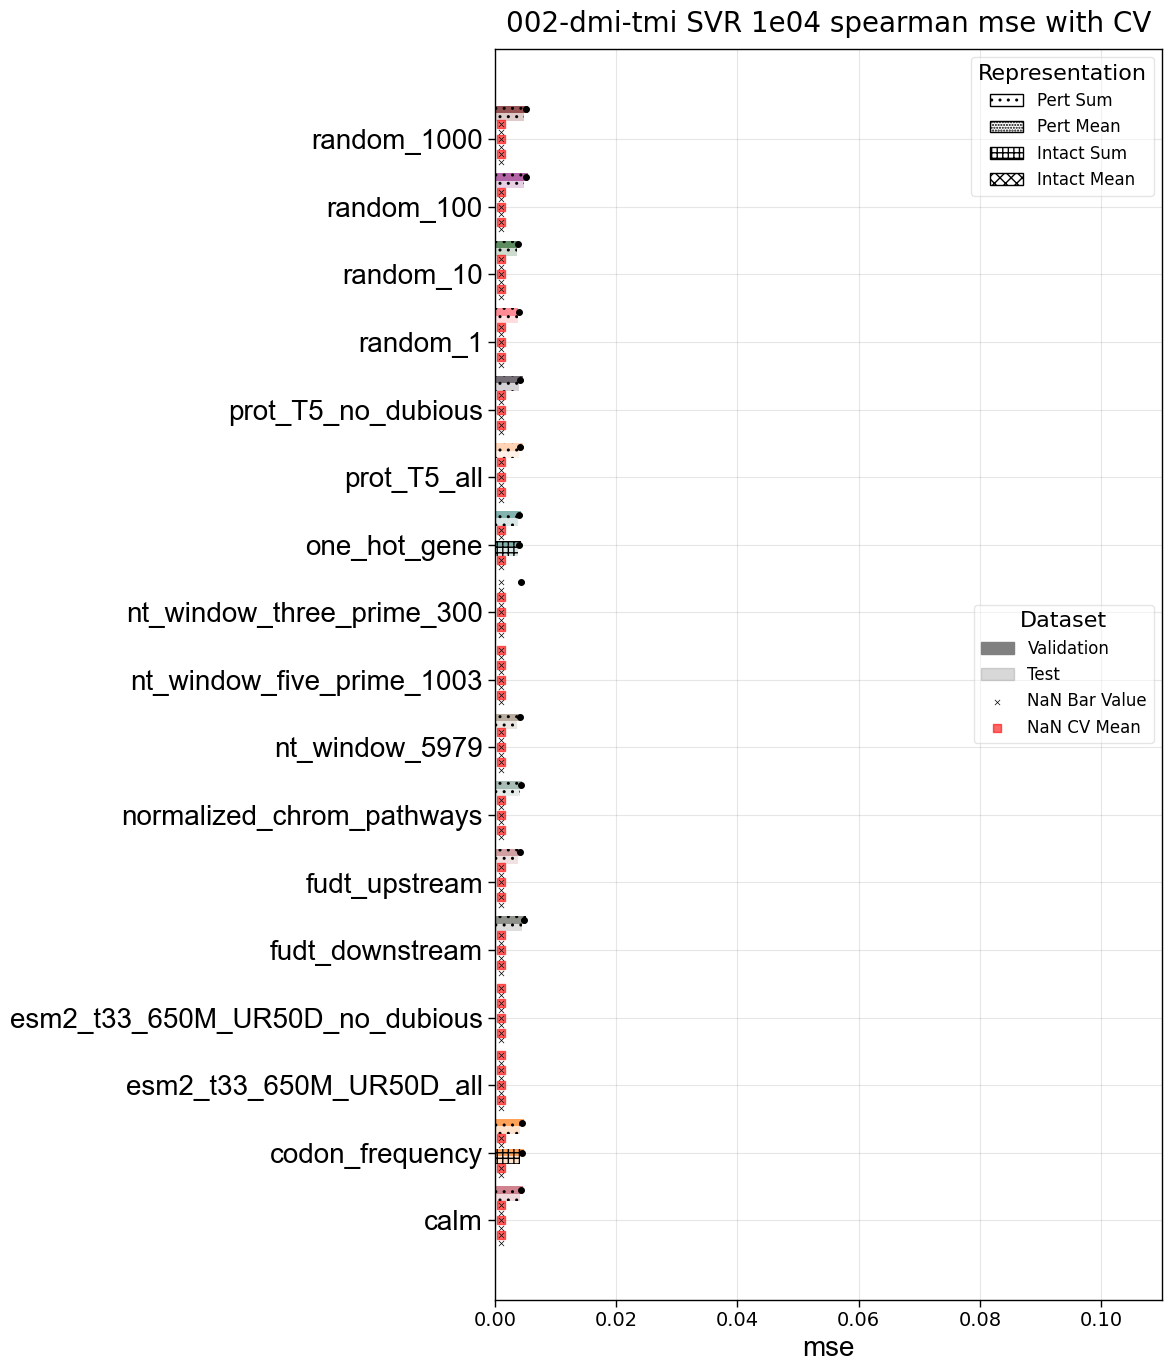 002-dmi-tmi SVR 1e04 spearman mse with CV
Representation
Pert Sum
Pert Mean
Intact Sum
Intact Mean
random_1000
random_100
random_10
random_1
prot_T5_no_dubious
prot_T5_all
one_hot_gene
nt_window_three_prime_300
nt_window_five_prime_1003
nt_window_5979
normalized_chrom_pathways
fudt_upstream
fudt_downstream
esm2_t33_650M_UR50D_no_dubious
esm2_t33_650M_UR50D_all
codon_frequency
calm
Dataset
Validation
Test
NaN Bar Value
NaN CV Mean
0.00 0.02 0.04 0.06 0.08 0.10
mse